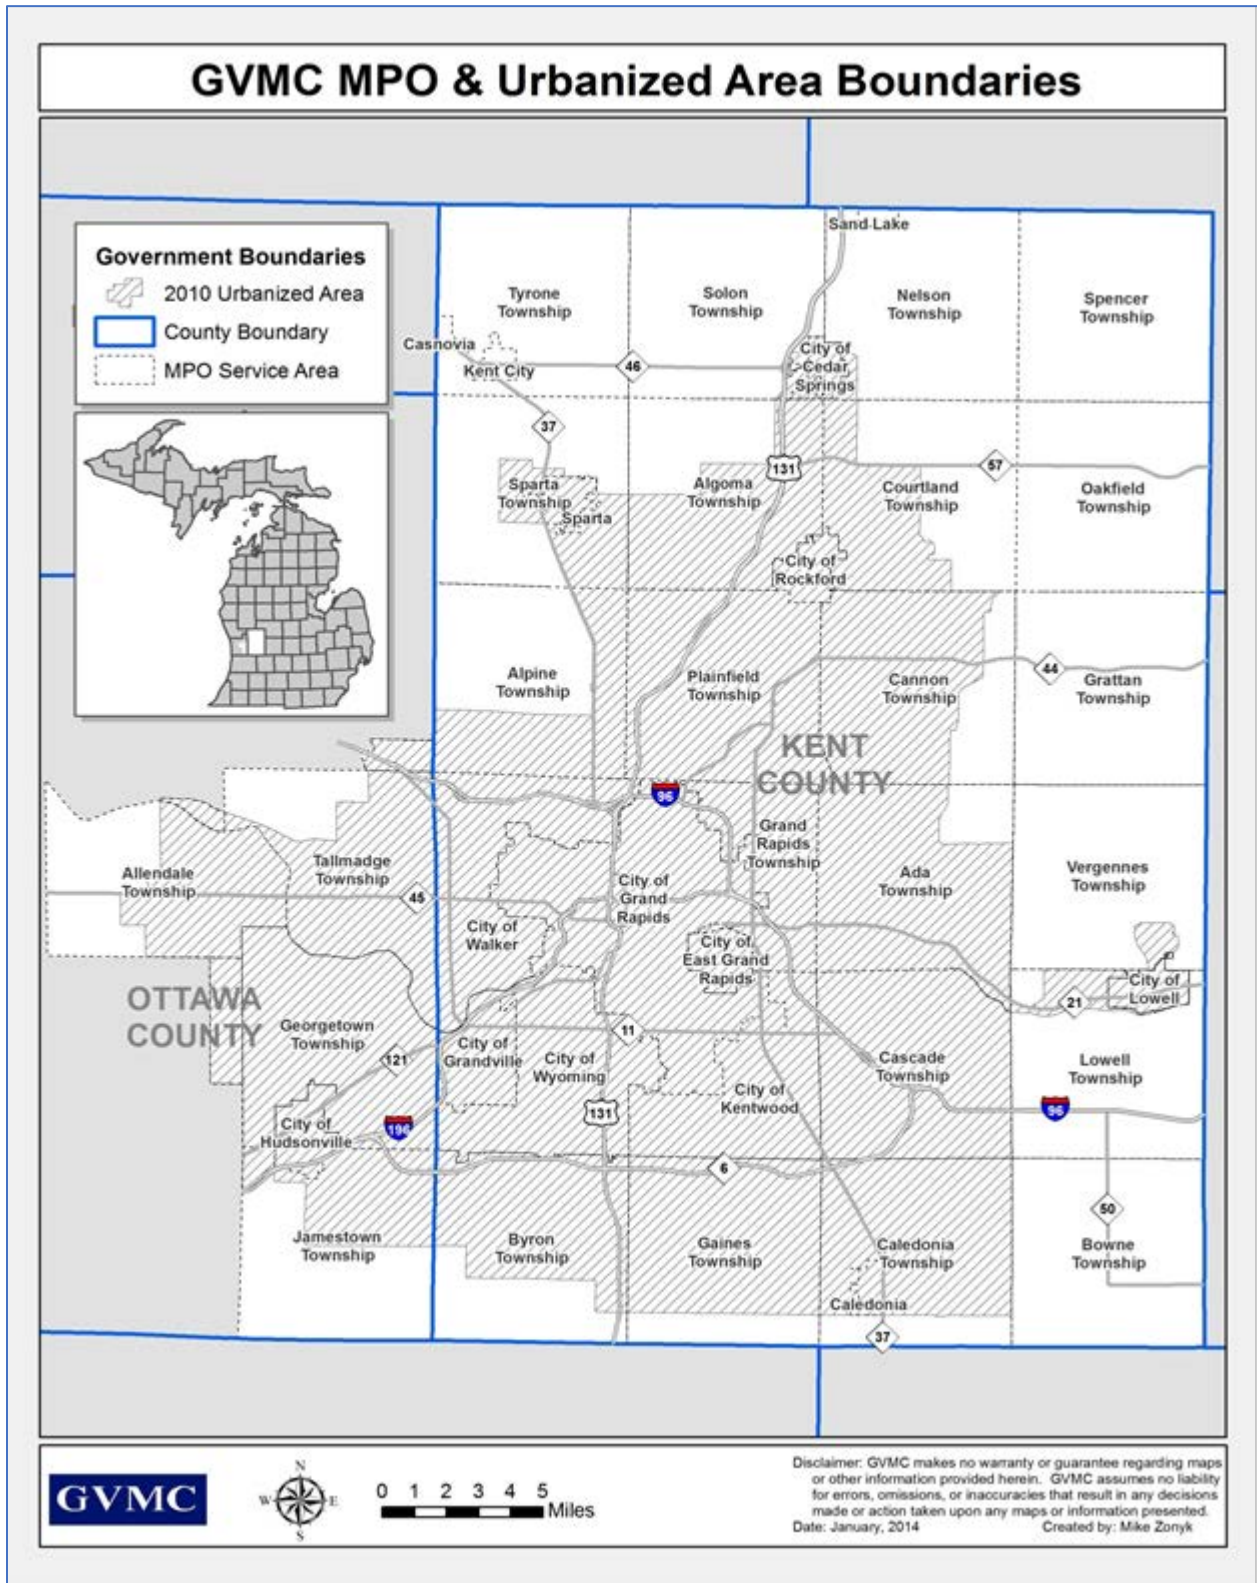 GVMC MPO & Urbanized Area Boundaries
Government Boundaries
2010 Urbanized Area
County Boundary
MPO Service Area
Sand Lake
Tyrone
Township
Solon
Township
Nelson
Township
Spencer
Township
Casnovia
Kent City
46
City of
Cedar
Springs
37
131
57
Sparta
Township
Sparta
Algoma
Township
Courtland
Township
Oakfield
Township
City of
Rockford
Alpine
Township
Plainfield
Township
Cannon
Township
44
Grattan
Township
KENT
COUNTY
96
Grand
Rapids
Township
Allendale
Township
Tallmadge
Township
45
City of
Grand
Rapids
Ada
Township
Vergennes
Township
City of
Walker
City of
East Grand
Rapids
City of
Lowell
21
OTTAWA
COUNTY
Georgetown
Township
121
City of
Grandville
City of
Wyoming
11
City of
Kentwood
Cascade
Township
Lowell
Township
96
131
196
City of
Hudsonville
6
50
Jamestown
Township
Byron
Township
Gaines
Township
Caledonia
Township
Bowne
Township
Caledonia
37
GVMC
N
W
E
S
0 1 2 3 4 5
Miles
Disclaimer: GVMC makes no warranty or guarantee regarding maps
or other information provided herein. GVMC assumes no liability
for errors, omissions, or inaccuracies that result in any decisions
made or action taken upon any maps or information presented.
Date: January, 2014
Created by: Mike Zonyk